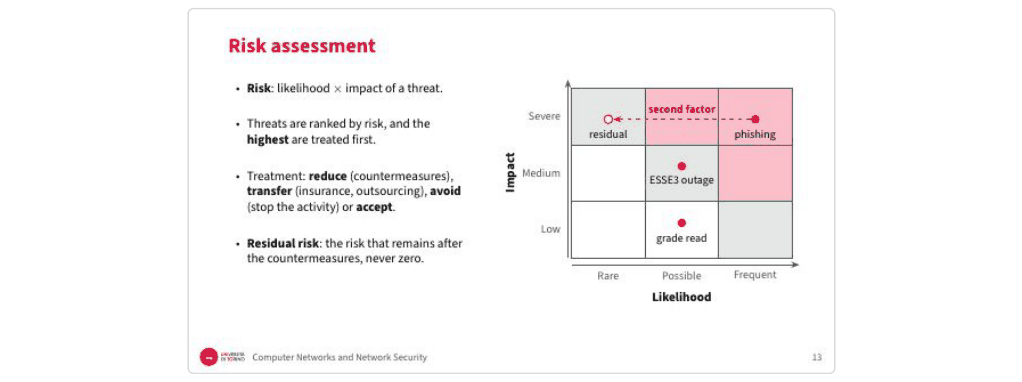 Risk assessment
• Risk: likelihood × impact of a threat.
• Threats are ranked by risk, and the
highest are treated first.
• Treatment: reduce (countermeasures),
transfer (insurance, outsourcing), avoid
(stop the activity) or accept.
• Residual risk: the risk that remains after
the countermeasures, never zero.
Impact
Severe
Medium
Low
second factor
residual
phishing
ESSE3 outage
grade read
Rare
Possible
Frequent
Likelihood
UNIVERSITÀ
DI TORINO
Computer Networks and Network Security
13